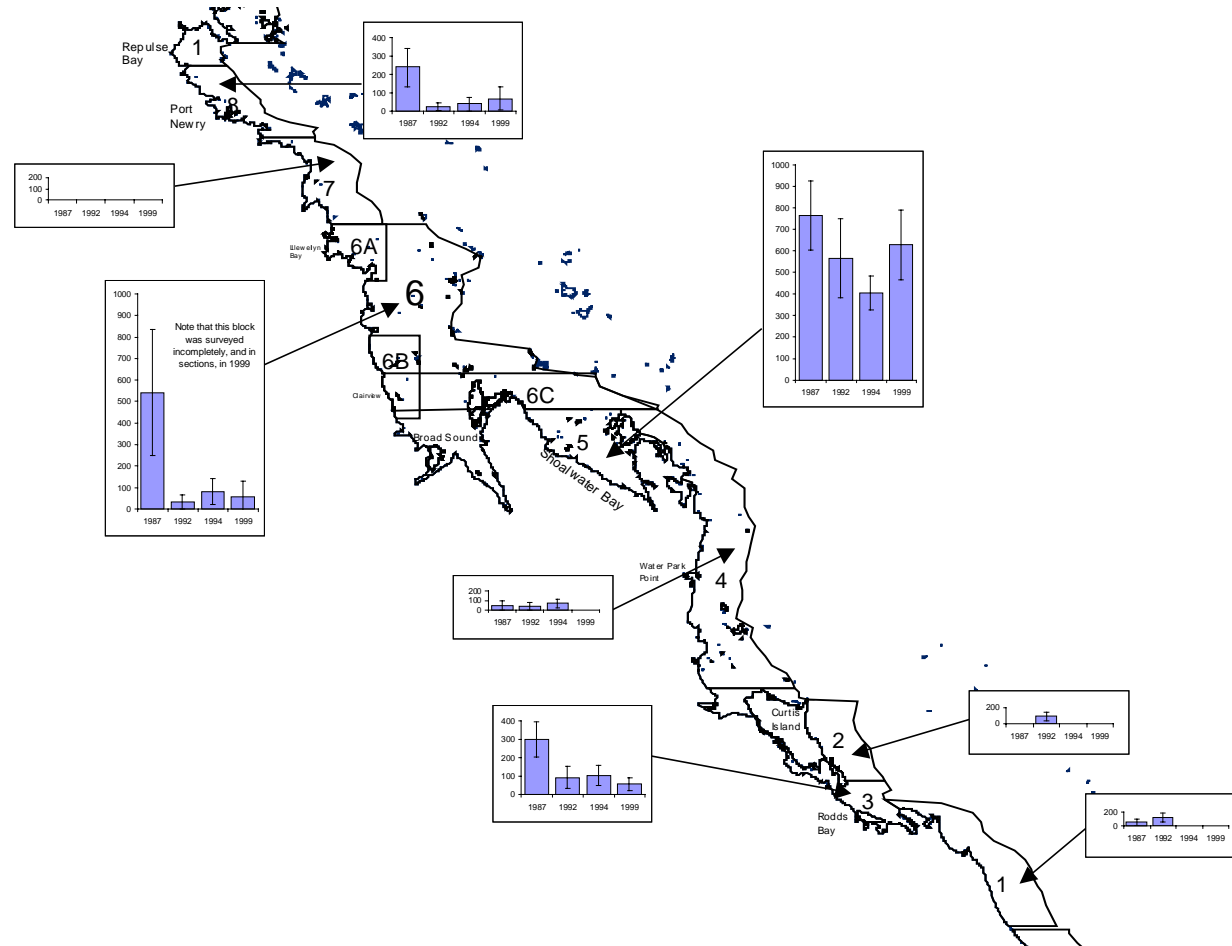 400
300
200
100
0
1987 1992 1994 1999
Repulse
Bay
1
Port
Newry
8
200
100
0
1987 1992 1994 1999
7
Llewellyn
Bay
6A
1000
900
800
700
600
500
400
300
200
100
0
1987 1992 1994 1999
1000
900
800
700
600
500
400
300
200
100
0
1987 1992 1994 1999
Note that this block
was surveyed
incompletely, and in
sections, in 1999
6
6B
Clairview
6C
Broad Sound
5
Shoalwater Bay
Water Park
Point
4
200
100
0
1987 1992 1994 1999
400
300
200
100
0
1987 1992 1994 1999
Curtis
Island
2
200
0
1987 1992 1994 1999
3
Rodds
Bay
200
0
1987 1992 1994 1999
1